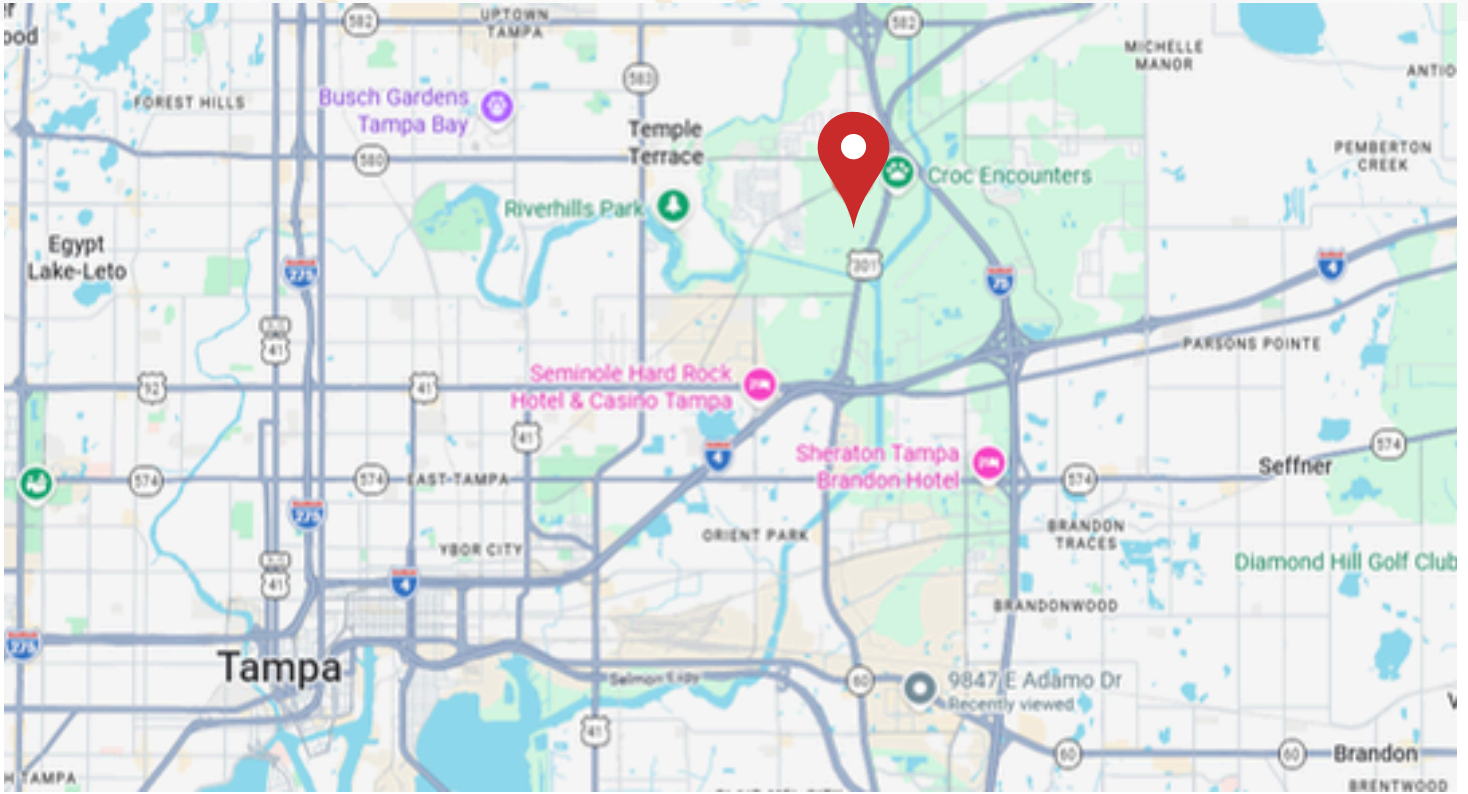 582
UPTOWN
TAMPA
582
ood
MICHELLE
MANOR
583
ANTIO
FOREST HILLS
Busch Gardens
Tampa Bay
Temple
Terrace
580
PEMBERTON
CREEK
Croc Encounters
Riverhills Park
Egypt
Lake-Leto
275
301
4
75
41
PARSONS POINTE
92
41
Seminole Hard Rock
Hotel & Casino Tampa
41
4
574
Sheraton Tampa
Brandon Hotel
Seffner
574
574
EAST TAMPA
574
275
ORIENT PARK
BRANDON
TRACES
YBOR CITY
Diamond Hill Golf Club
41
4
BRANDONWOOD
275
Tampa
Selmon Expy
60
9847 E Adamo Dr
Recently viewed
41
60
60
Brandon
TAMPA
BRENTWOOD